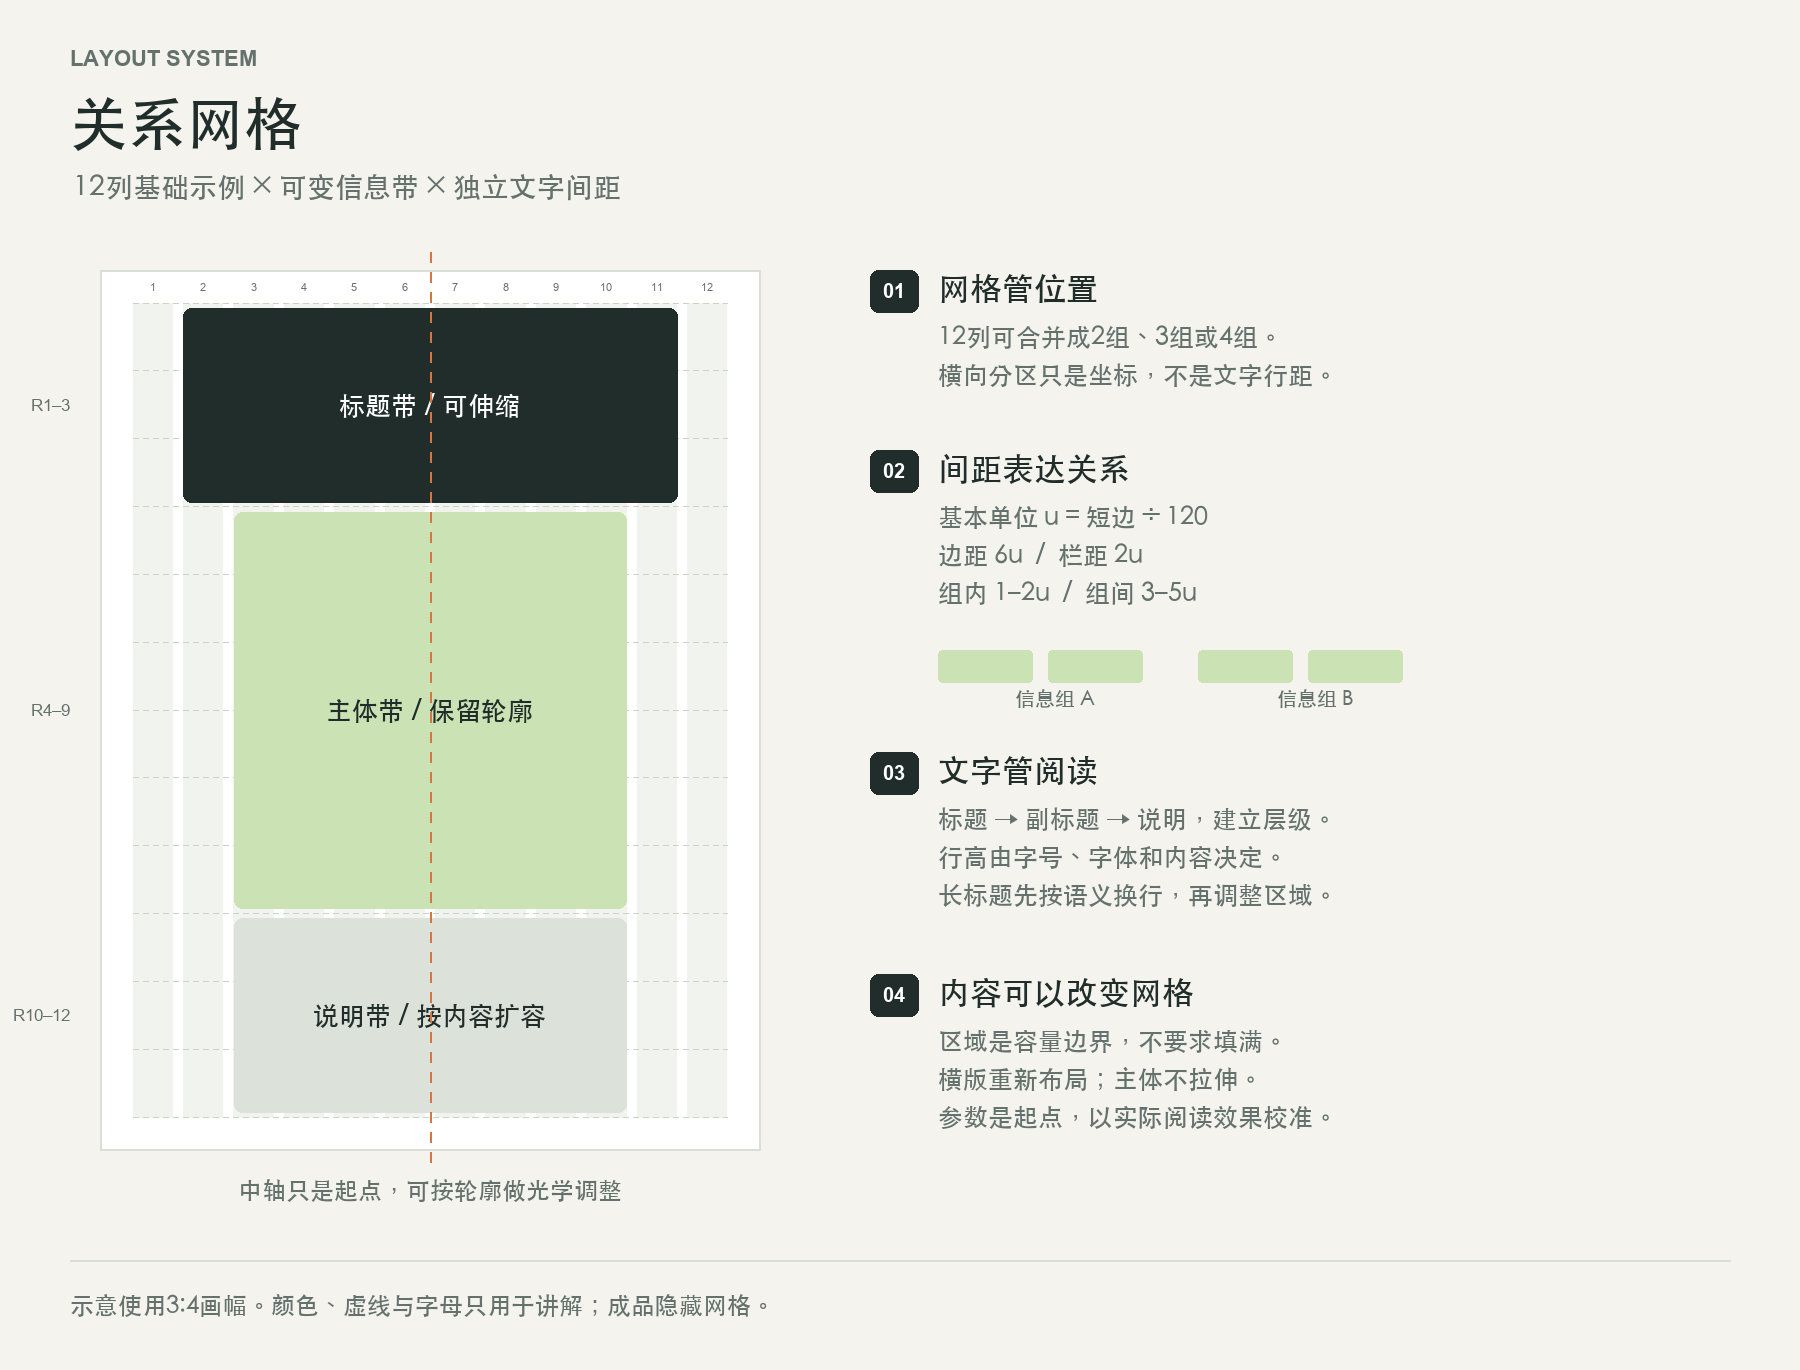 LAYOUT SYSTEM
关系网格
12列基础示例 × 可变信息带 × 独立文字间距
1 2 3 4 5 6 7 8 9 10 11 12
R1–3
标题带 / 可伸缩
R4–9
主体带 / 保留轮廓
R10–12
说明带 / 按内容扩容
中轴只是起点，可按轮廓做光学调整
01 网格管位置
12列可合并成2组、3组或4组。
横向分区只是坐标，不是文字行距。
02 间距表达关系
基本单位 u = 短边 ÷ 120
边距 6u / 栏距 2u
组内 1–2u / 组间 3–5u
信息组 A 信息组 B
03 文字管阅读
标题 → 副标题 → 说明，建立层级。
行高由字号、字体和内容决定。
长标题先按语义换行，再调整区域。
04 内容可以改变网格
区域是容量边界，不要求填满。
横版重新布局；主体不拉伸。
参数是起点，以实际阅读效果校准。
示意使用3:4画幅。颜色、虚线与字母只用于讲解；成品隐藏网格。